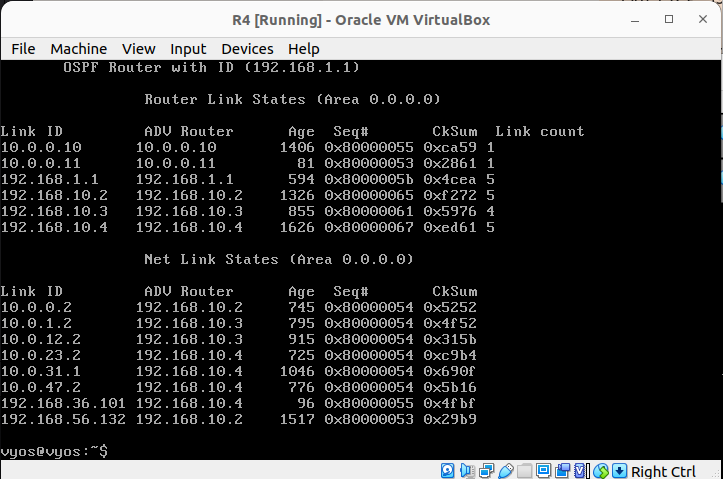 R4 [Running] - Oracle VM VirtualBox
File Machine View Input Devices Help
OSPF Router with ID (192.168.1.1)
Router Link States (Area 0.0.0.0)
Link ID ADV Router Age Seq# CkSum Link count
10.0.0.10 10.0.0.10 1406 0x80000055 0xca59 1
10.0.0.11 10.0.0.11 81 0x80000053 0x2861 1
192.168.1.1 192.168.1.1 594 0x8000005b 0x4cea 5
192.168.10.2 192.168.10.2 1326 0x80000065 0xf272 5
192.168.10.3 192.168.10.3 855 0x80000061 0x5976 4
192.168.10.4 192.168.10.4 1626 0x80000067 0xed61 5
Net Link States (Area 0.0.0.0)
Link ID ADV Router Age Seq# CkSum
10.0.0.2 192.168.10.2 745 0x80000054 0x5252
10.0.1.2 192.168.10.3 795 0x80000054 0x4f52
10.0.12.2 192.168.10.3 915 0x80000054 0x315b
10.0.23.2 192.168.10.4 725 0x80000054 0xc9b4
10.0.31.1 192.168.10.4 1046 0x80000054 0x690f
10.0.47.2 192.168.10.4 776 0x80000054 0x5b16
192.168.36.101 192.168.10.4 96 0x80000055 0x4fbf
192.168.56.132 192.168.10.2 1517 0x80000053 0x29b9
vyos@vyos:~$
Right Ctrl